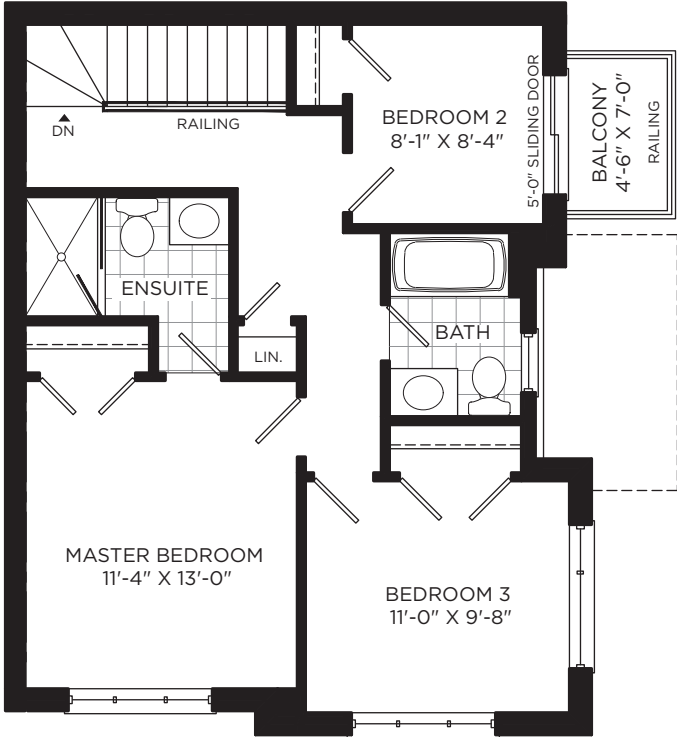 DN
RAILING
BEDROOM 2
8'-1" X 8'-4"
5'-0" SLIDING DOOR
BALCONY
4'-6" X 7'-0"
RAILING
ENSUITE
BATH
LIN.
MASTER BEDROOM
11'-4" X 13'-0"
BEDROOM 3
11'-0" X 9'-8"